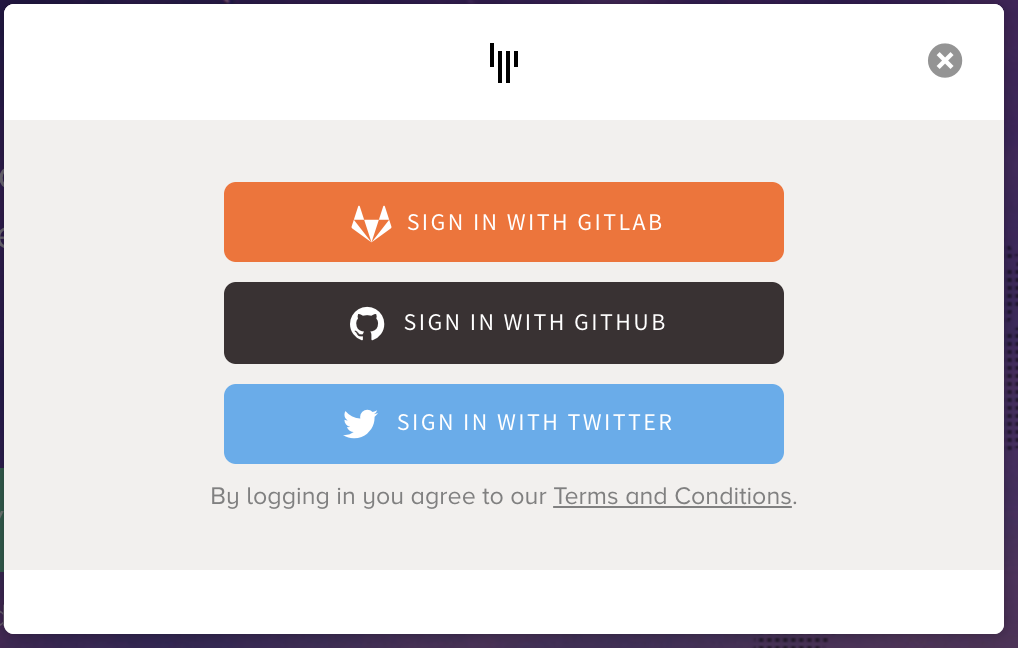 SIGN IN WITH GITLAB
SIGN IN WITH GITHUB
SIGN IN WITH TWITTER
By logging in you agree to our Terms and Conditions.